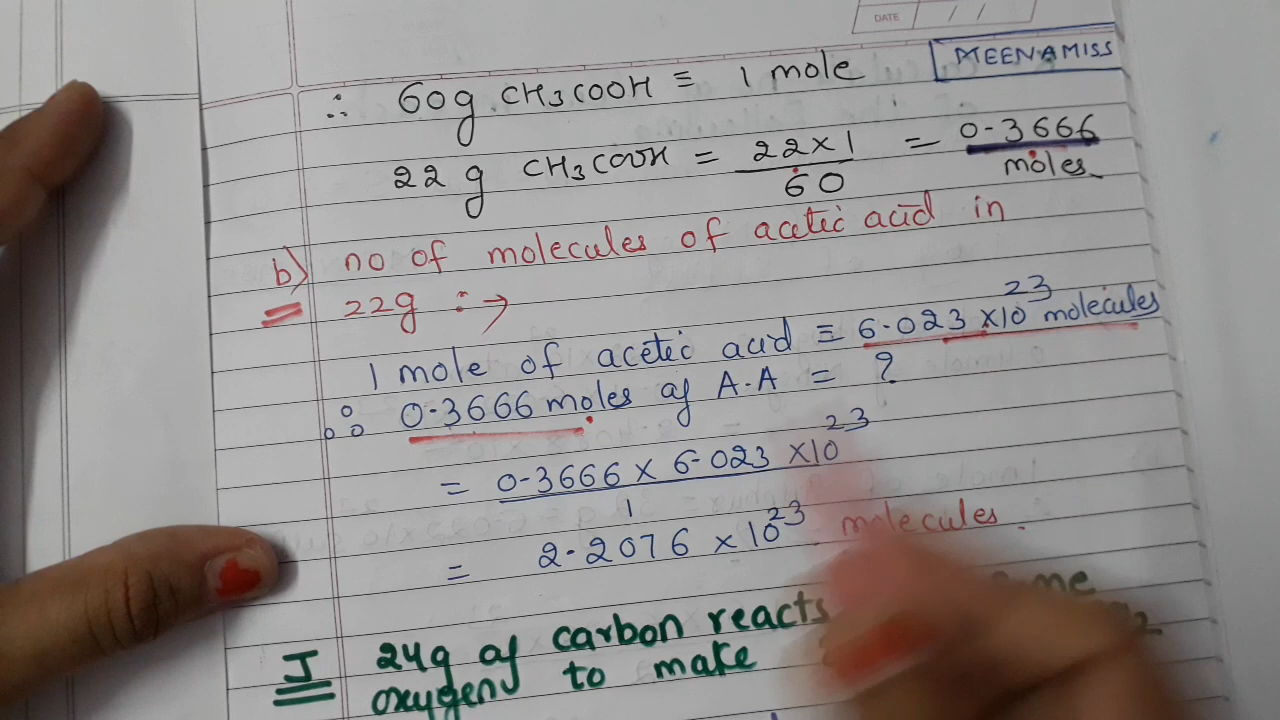 DATE / /
MEENA MISS
∴ 60g CH3COOH = 1 mole
22 g CH3COOH = 22 x 1 / 60 = 0.3666 moles
b) no of molecules of acetic acid in
22g :→
1 mole of acetic acid = 6.023 x 10^23 molecules
∴ 0.3666 moles of A.A = ?
= 0.3666 x 6.023 x 10^23 / 1
= 2.2076 x 10^23 molecules.
I 24g of carbon reacts
oxygen to make